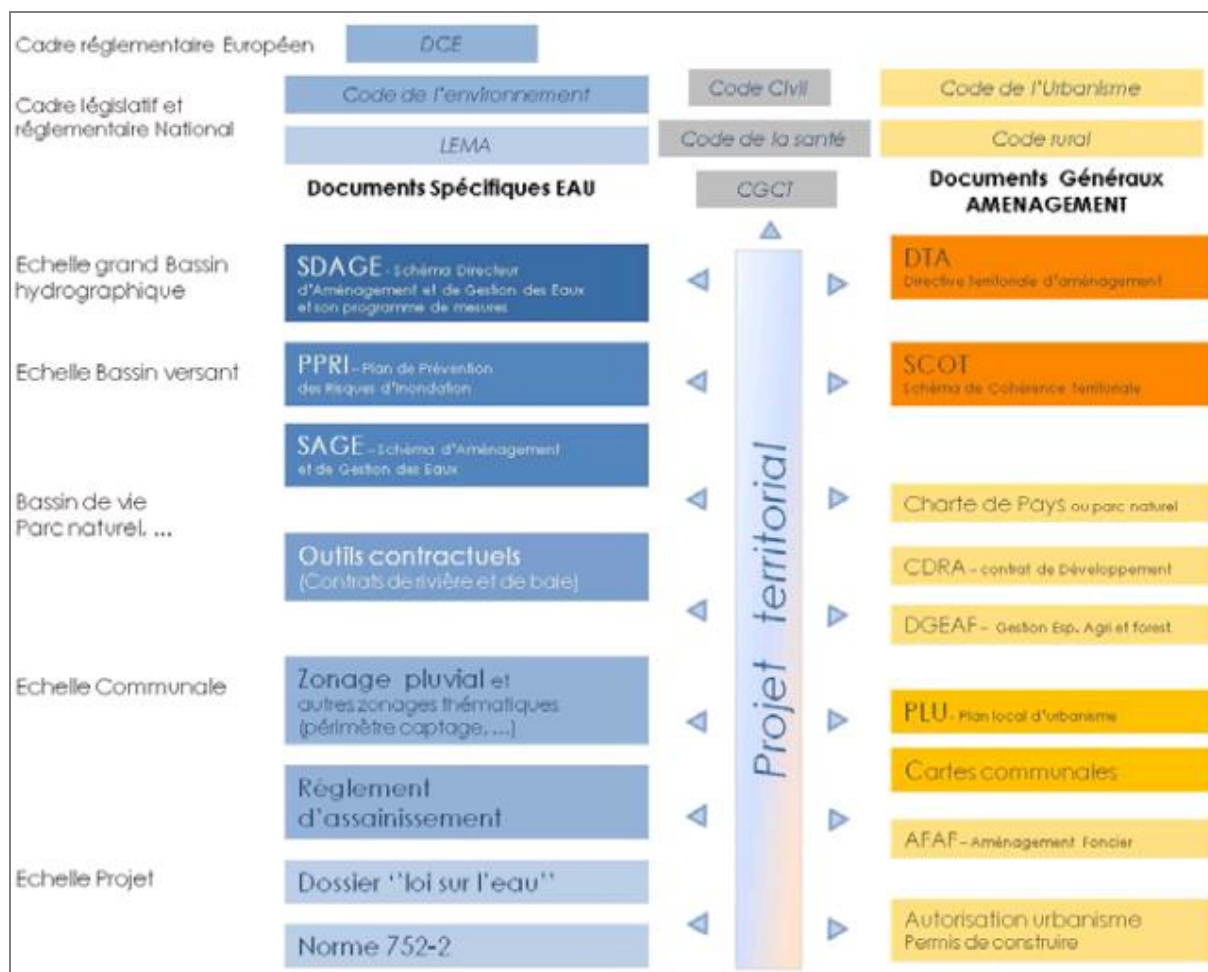 Cadre réglementaire Européen
DCE
Cadre législatif et
réglementaire National
Code de l'environnement
Code Civil
Code de l'Urbanisme
LEMA
Code de la santé
Code rural
Documents Spécifiques EAU
CGCT
Documents Généraux
AMENAGEMENT
Echelle grand Bassin
hydrographique
SDAGE - Schéma Directeur
d'Aménagement et de Gestion des Eaux
et son programme de mesures
DTA
Directive Territoriale d'aménagement
Echelle Bassin versant
PPRI - Plan de Prévention
des Risques d'Inondation
SCOT
Schéma de Cohérence Territoriale
SAGE - Schéma d'Aménagement
et de Gestion des Eaux
Projet territorial
Bassin de vie
Parc naturel, ...
Charte de Pays ou parc naturel
Outils contractuels
(Contrats de rivière et de baie)
CDRA - contrat de Développement
DGEAF - Gestion Esp. Agri et forest.
Echelle Communale
Zonage pluvial et
autres zonages thématiques
(périmètre captage, ...)
PLU - Plan local d'urbanisme
Cartes communales
Règlement
d'assainissement
AFAF - Aménagement Foncier
Echelle Projet
Dossier ''loi sur l'eau''
Autorisation urbanisme
Permis de construire
Norme 752-2